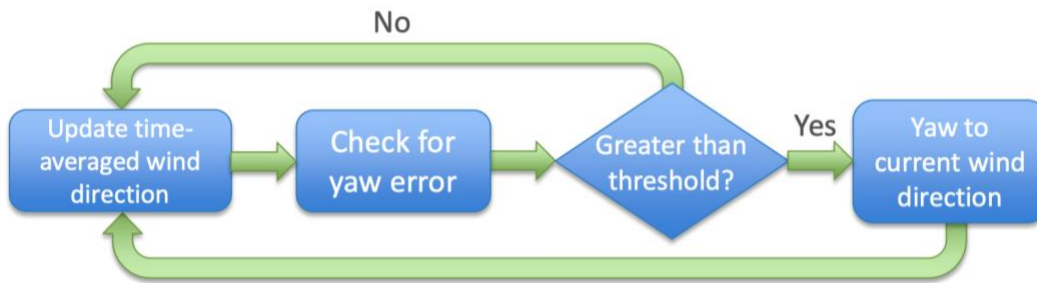 No
Update time-
averaged wind
direction
Check for
yaw error
Greater than
threshold?
Yes
Yaw to
current wind
direction